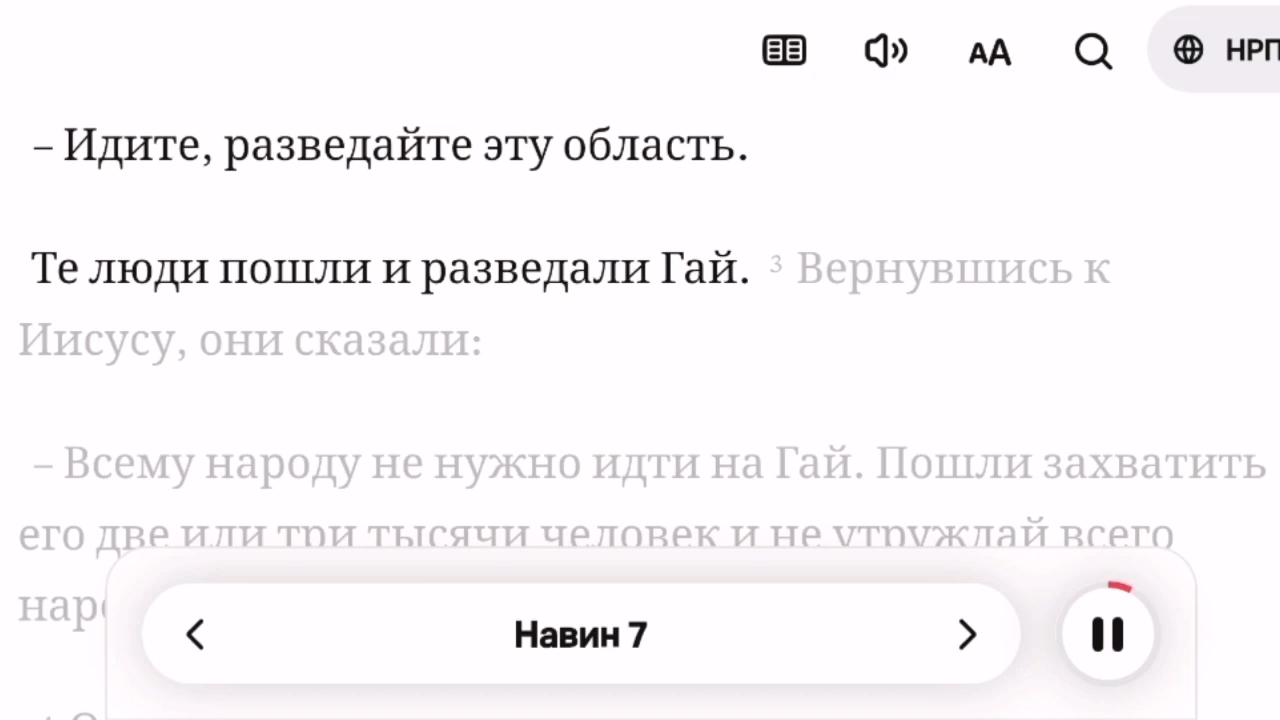 AA
НРП
– Идите, разведайте эту область.
Те люди пошли и разведали Гай. 3 Вернувшись к
Иисусу, они сказали:
– Всему народу не нужно идти на Гай. Пошли захватить
его две или три тысячи человек и не утруждай всего
Навин 7